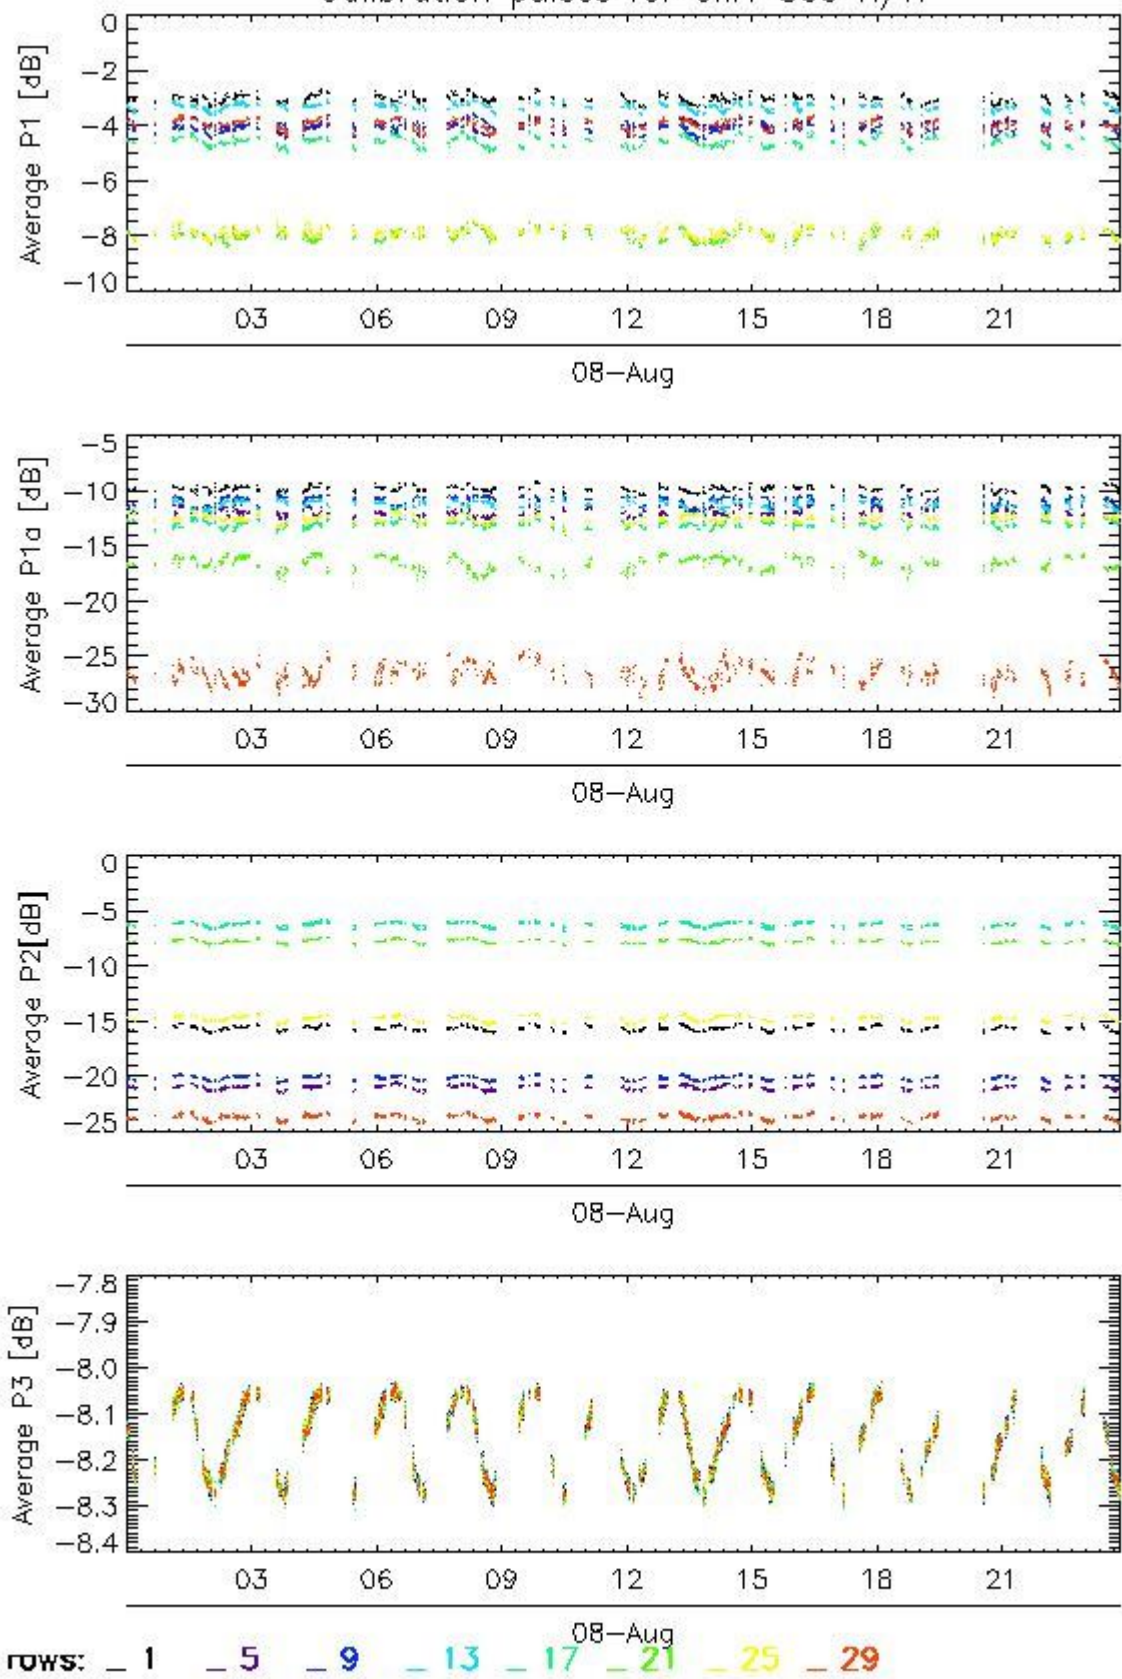 0
−2
−4
−6
−8
−10
Average P1 [dB]
03 06 09 12 15 18 21
08−Aug
−5
−10
−15
−20
−25
−30
Average P1a [dB]
03 06 09 12 15 18 21
08−Aug
0
−5
−10
−15
−20
−25
Average P2[dB]
03 06 09 12 15 18 21
08−Aug
−7.8
−7.9
−8.0
−8.1
−8.2
−8.3
−8.4
Average P3 [dB]
03 06 09 12 15 18 21
08−Aug
rows: _ 1 _ 5 _ 9 _ 13 _ 17 _ 21 _ 25 _ 29